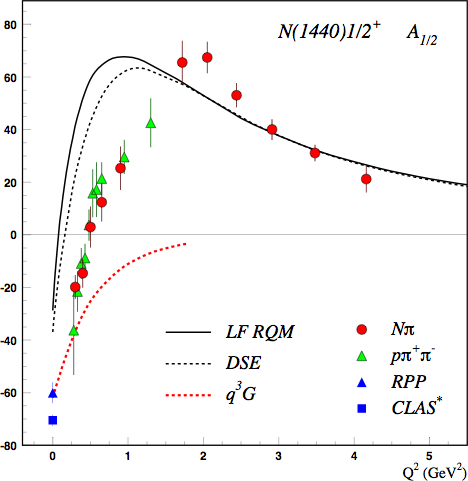 N(1440)1/2⁺ A₁/₂
80
60
40
20
0
-20
-40
-60
-80
LF RQM
DSE
q³G
Nπ
pπ⁺π⁻
RPP
CLAS*
0 1 2 3 4 5
Q² (GeV²)